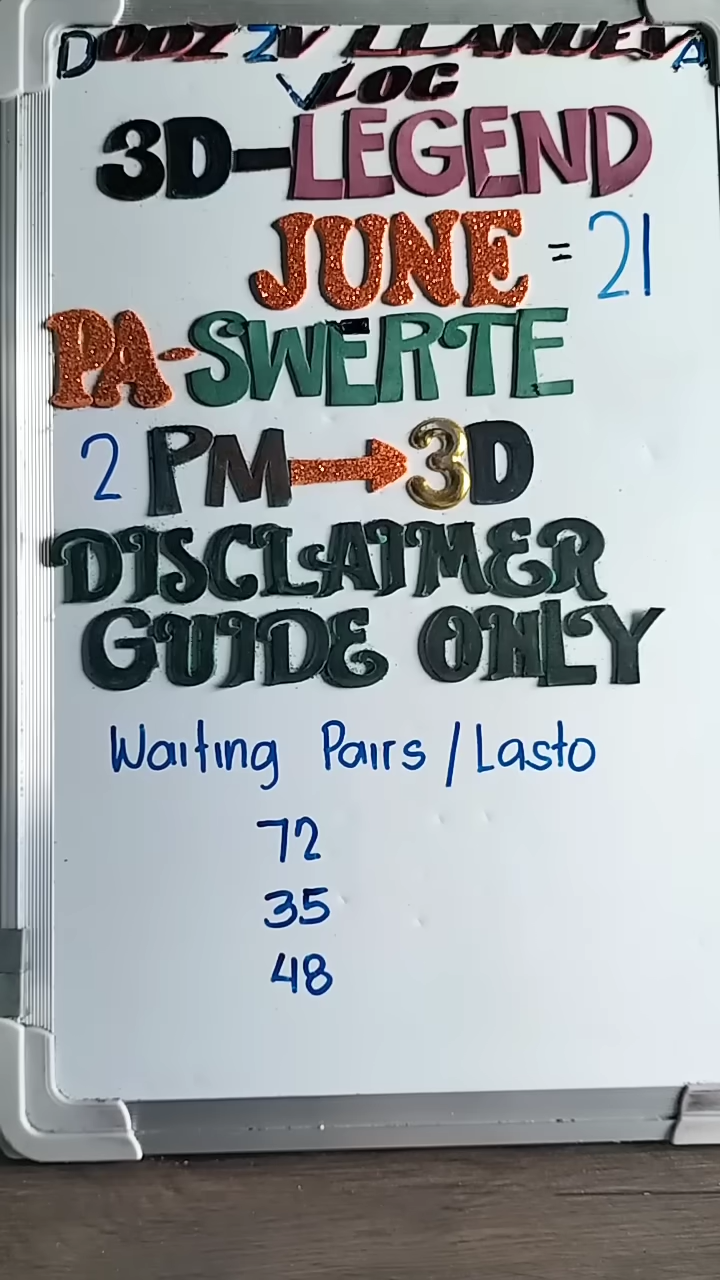 DODZ ZV LLANUEVA
VLOG
3D-LEGEND
JUNE = 21
PA-SWERTE
2 PM → 3D
DISCLAIMER
GUIDE ONLY
Waiting Pairs / Lasto
72
35
48